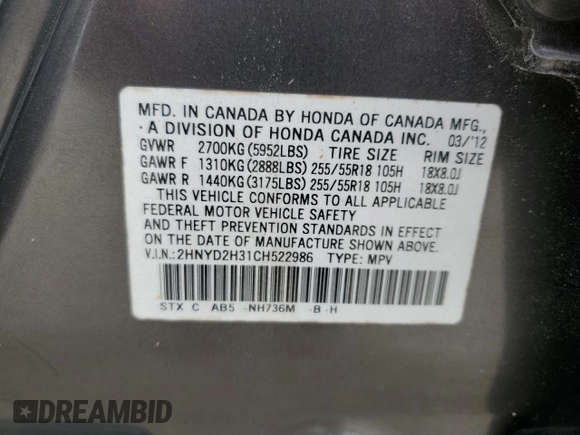 MFD. IN CANADA BY HONDA OF CANADA MFG.,
A DIVISION OF HONDA CANADA INC. 03/'12
GVWR 2700KG(5952LBS) TIRE SIZE RIM SIZE
GAWR F 1310KG(2888LBS) 255/55R18 105H 18X8.0J
GAWR R 1440KG(3175LBS) 255/55R18 105H 18X8.0J
THIS VEHICLE CONFORMS TO ALL APPLICABLE
FEDERAL MOTOR VEHICLE SAFETY
AND THEFT PREVENTION STANDARDS IN EFFECT
ON THE DATE OF MANUFACTURE SHOWN ABOVE.
V.I.N.: 2HNYD2H31CH522986 TYPE: MPV
STX C AB5 -NH736M -B -H
DREAMBID